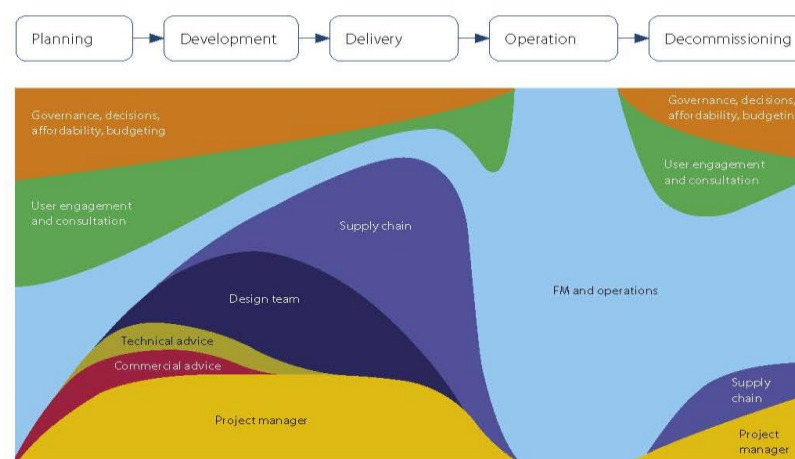 Planning
Development
Delivery
Operation
Decommissioning
Governance, decisions,
affordability, budgeting
Governance, decisions,
affordability, budgetin
User engagement
and consultation
User engagement
and consultation
Supply chain
Design team
FM and operations
Technical advice
Commercial advice
Project manager
Supply
chain
Project
manager